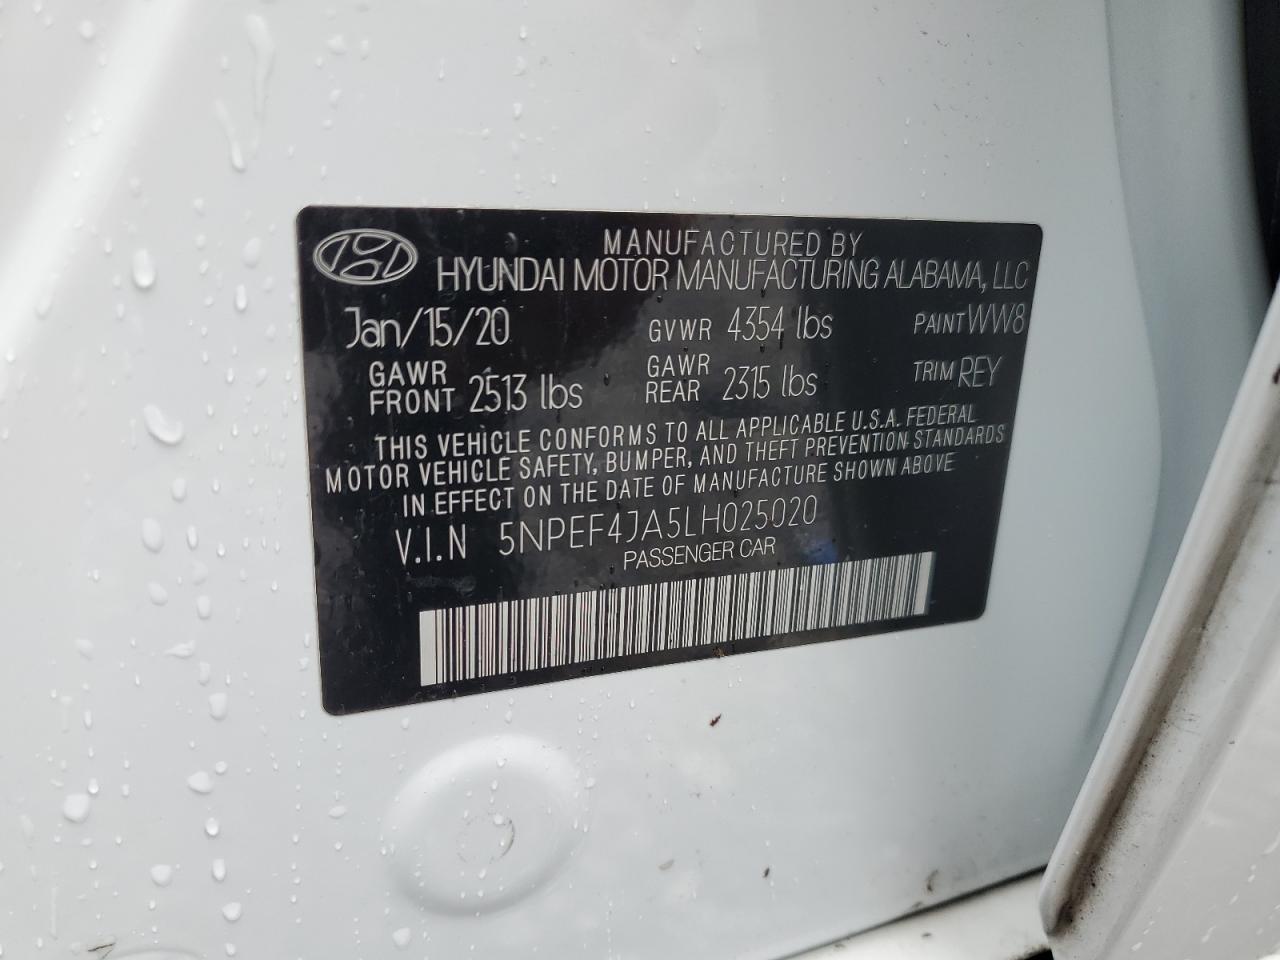 MANUFACTURED BY
HYUNDAI MOTOR MANUFACTURING ALABAMA, LLC
Jan/15/20 GVWR 4354 lbs PAINT WW8
GAWR FRONT 2513 lbs GAWR REAR 2315 lbs TRIM REY
THIS VEHICLE CONFORMS TO ALL APPLICABLE U.S.A. FEDERAL
MOTOR VEHICLE SAFETY, BUMPER, AND THEFT PREVENTION STANDARDS
IN EFFECT ON THE DATE OF MANUFACTURE SHOWN ABOVE
V.I.N 5NPEF4JA5LH025020
PASSENGER CAR